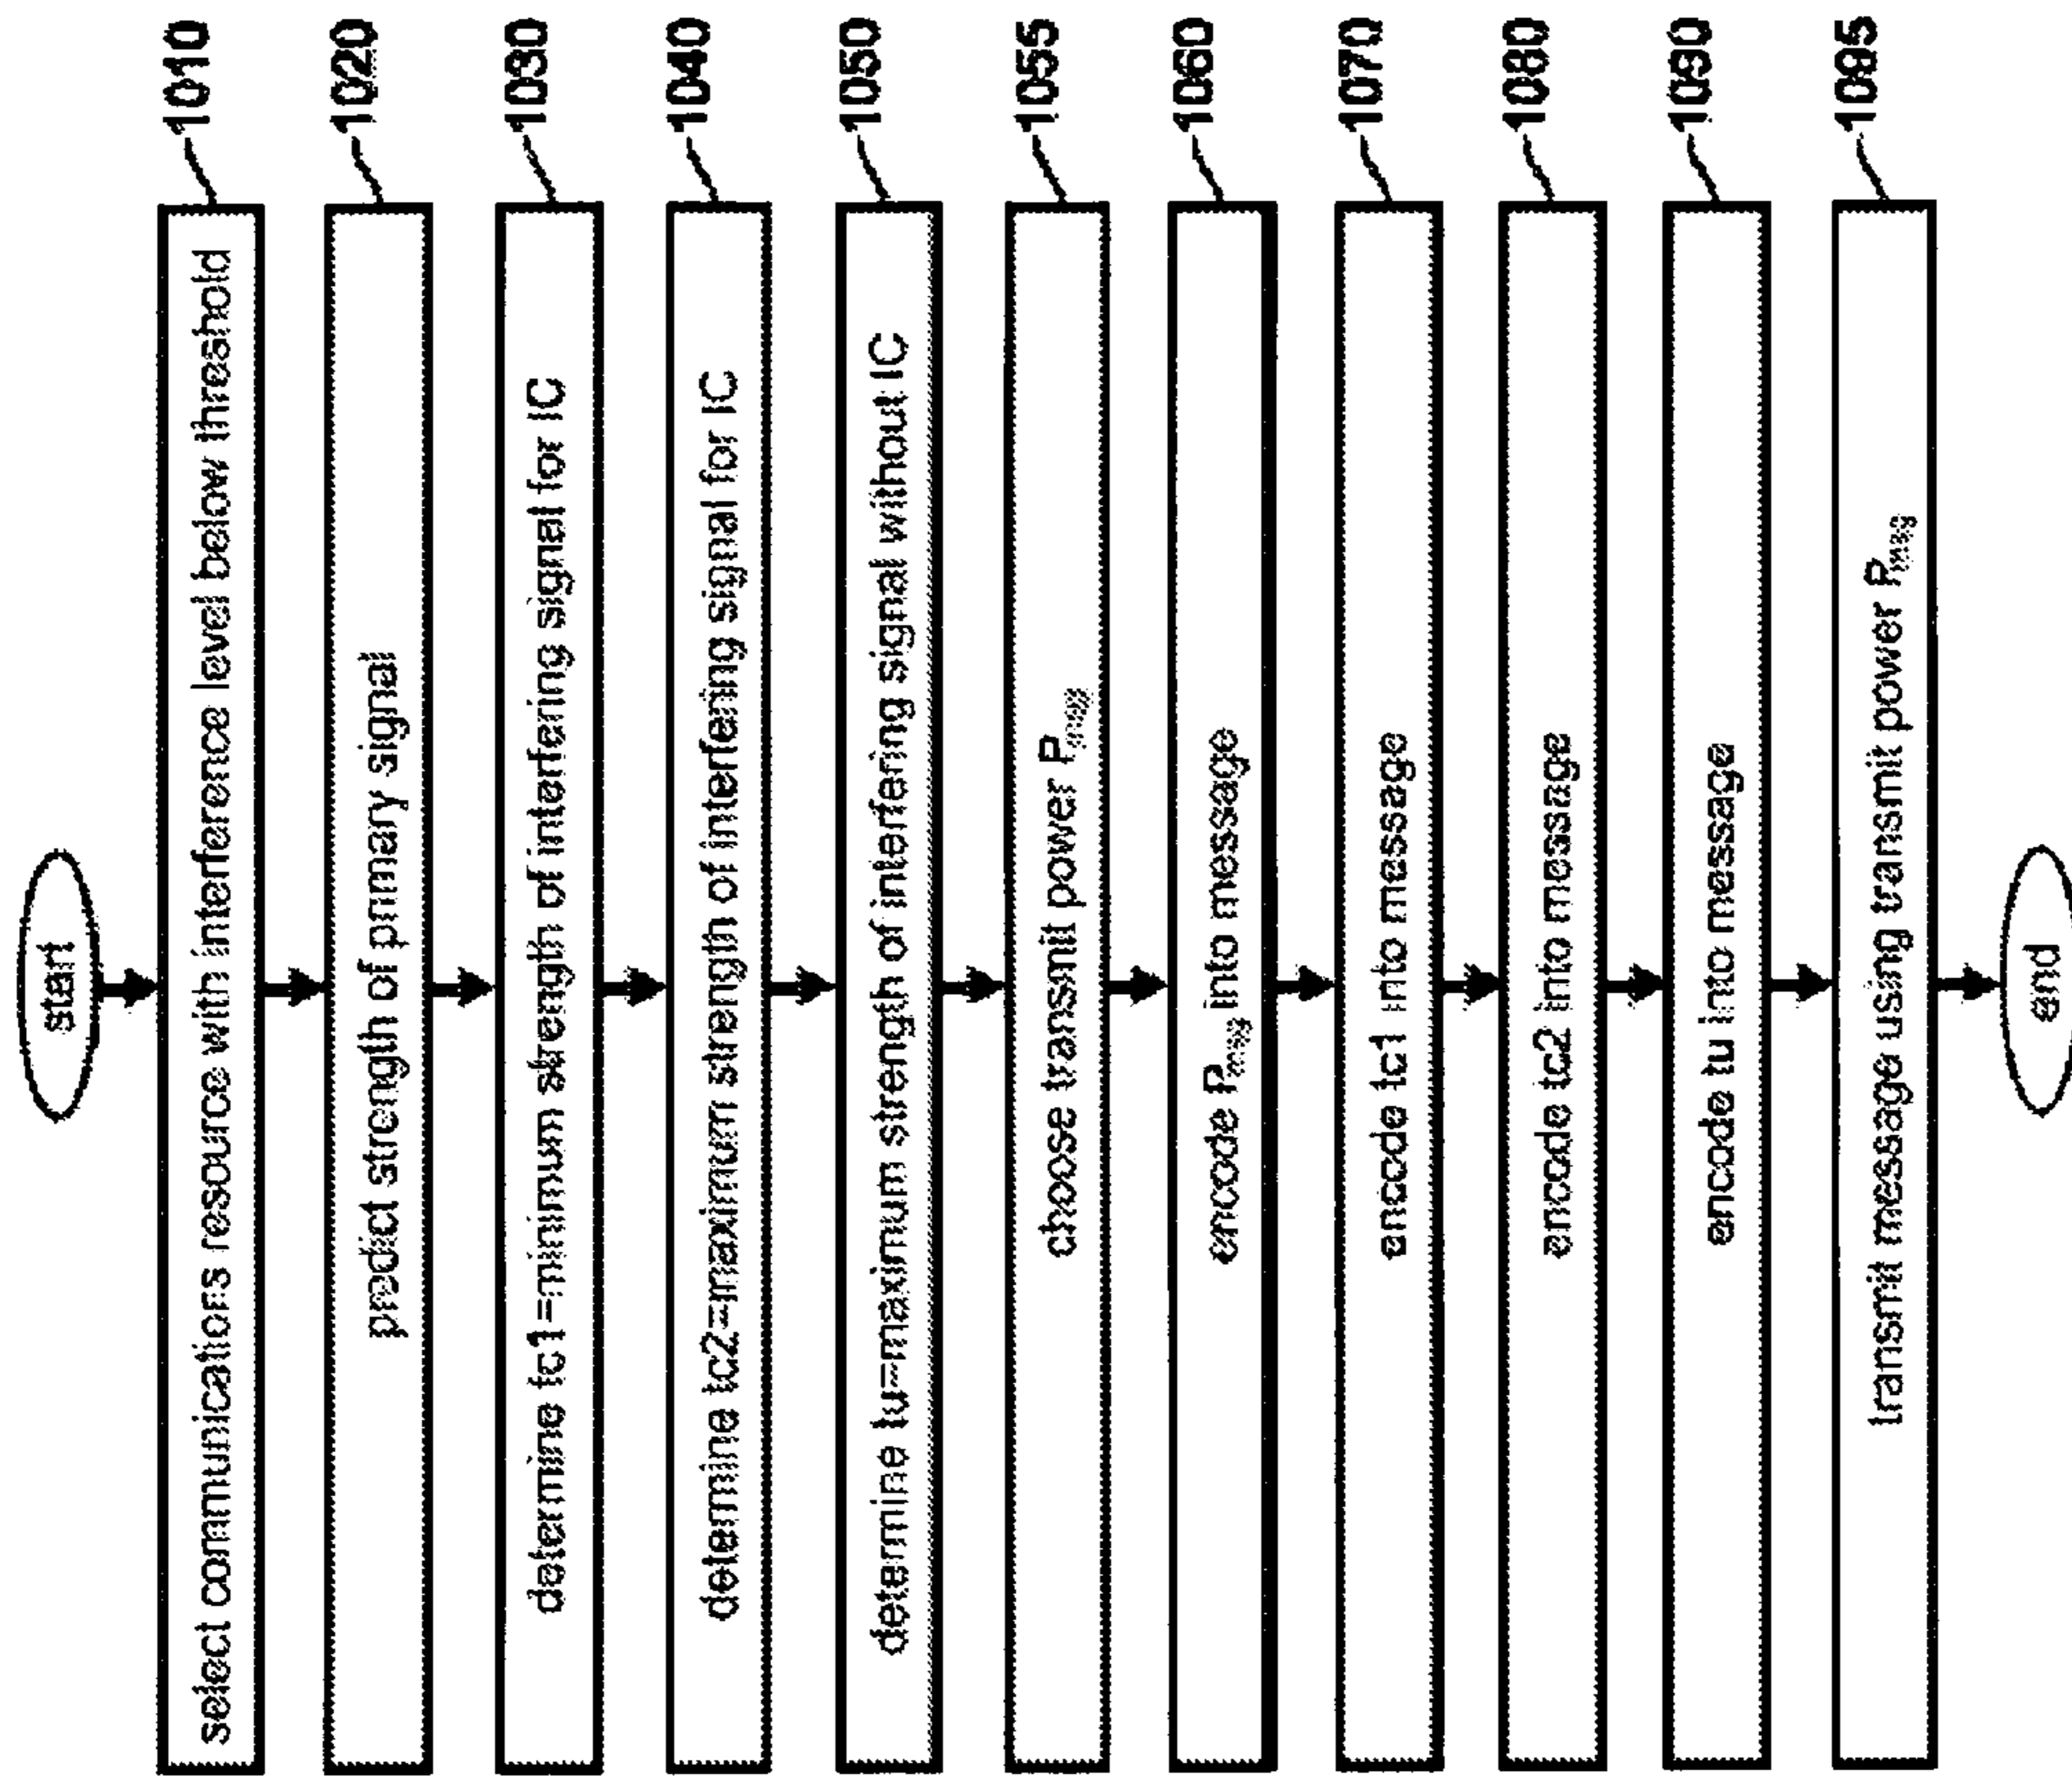 start
select communications resource with interference level below threshold
1010
predict strength of primary signal
1020
determine tc1=minimum strength of interfering signal for IC
1030
determine tc2=maximum strength of interfering signal for IC
1040
determine tu=maximum strength of interfering signal without IC
1050
choose transmit power Pmsg
1055
encode Pmsg into message
1060
encode tc1 into message
1070
encode tc2 into message
1080
encode tu into message
1090
transmit message using transmit power Pmsg
1095
end